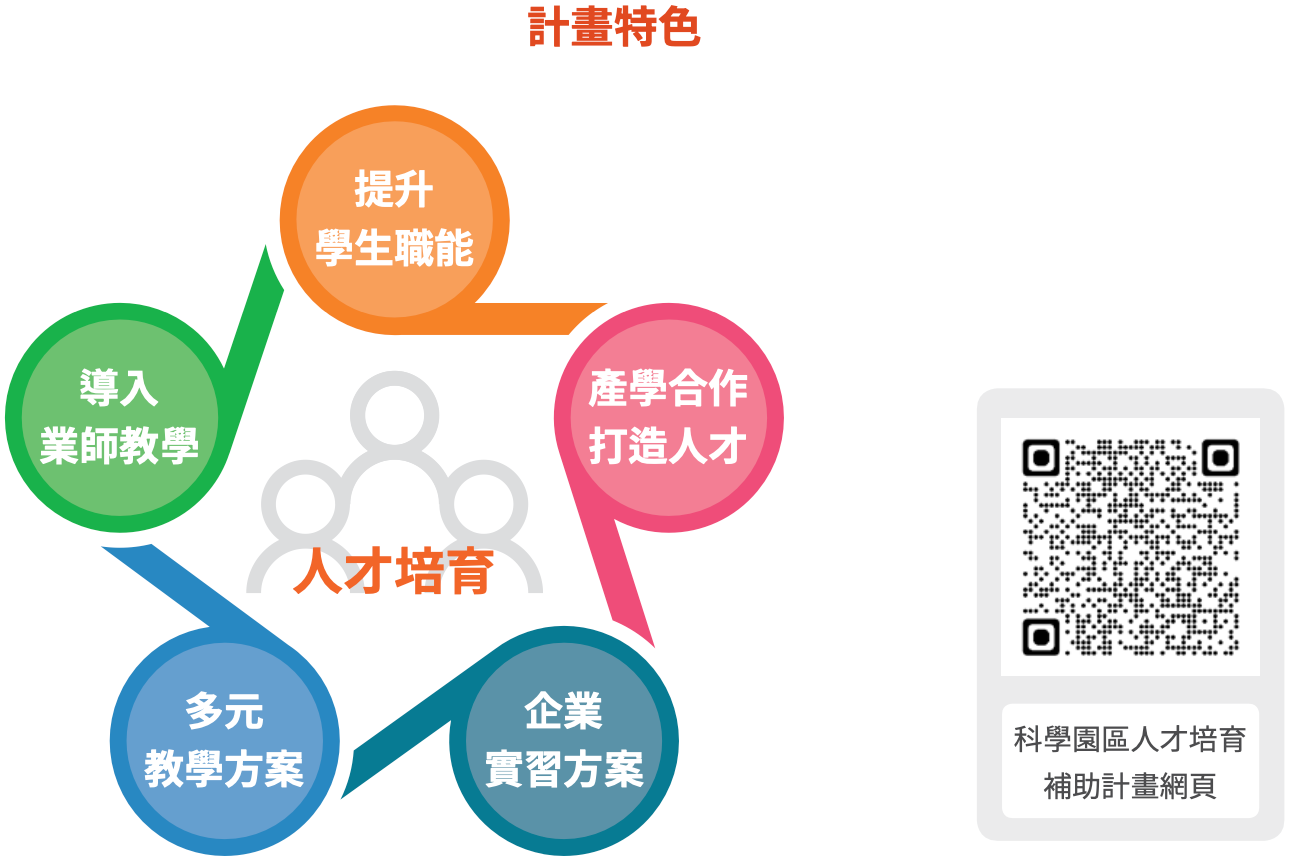 計畫特色
提升
學生職能
導入
業師教學
產學合作
打造人才
人才培育
多元
教學方案
企業
實習方案
科學園區人才培育
補助計畫網頁